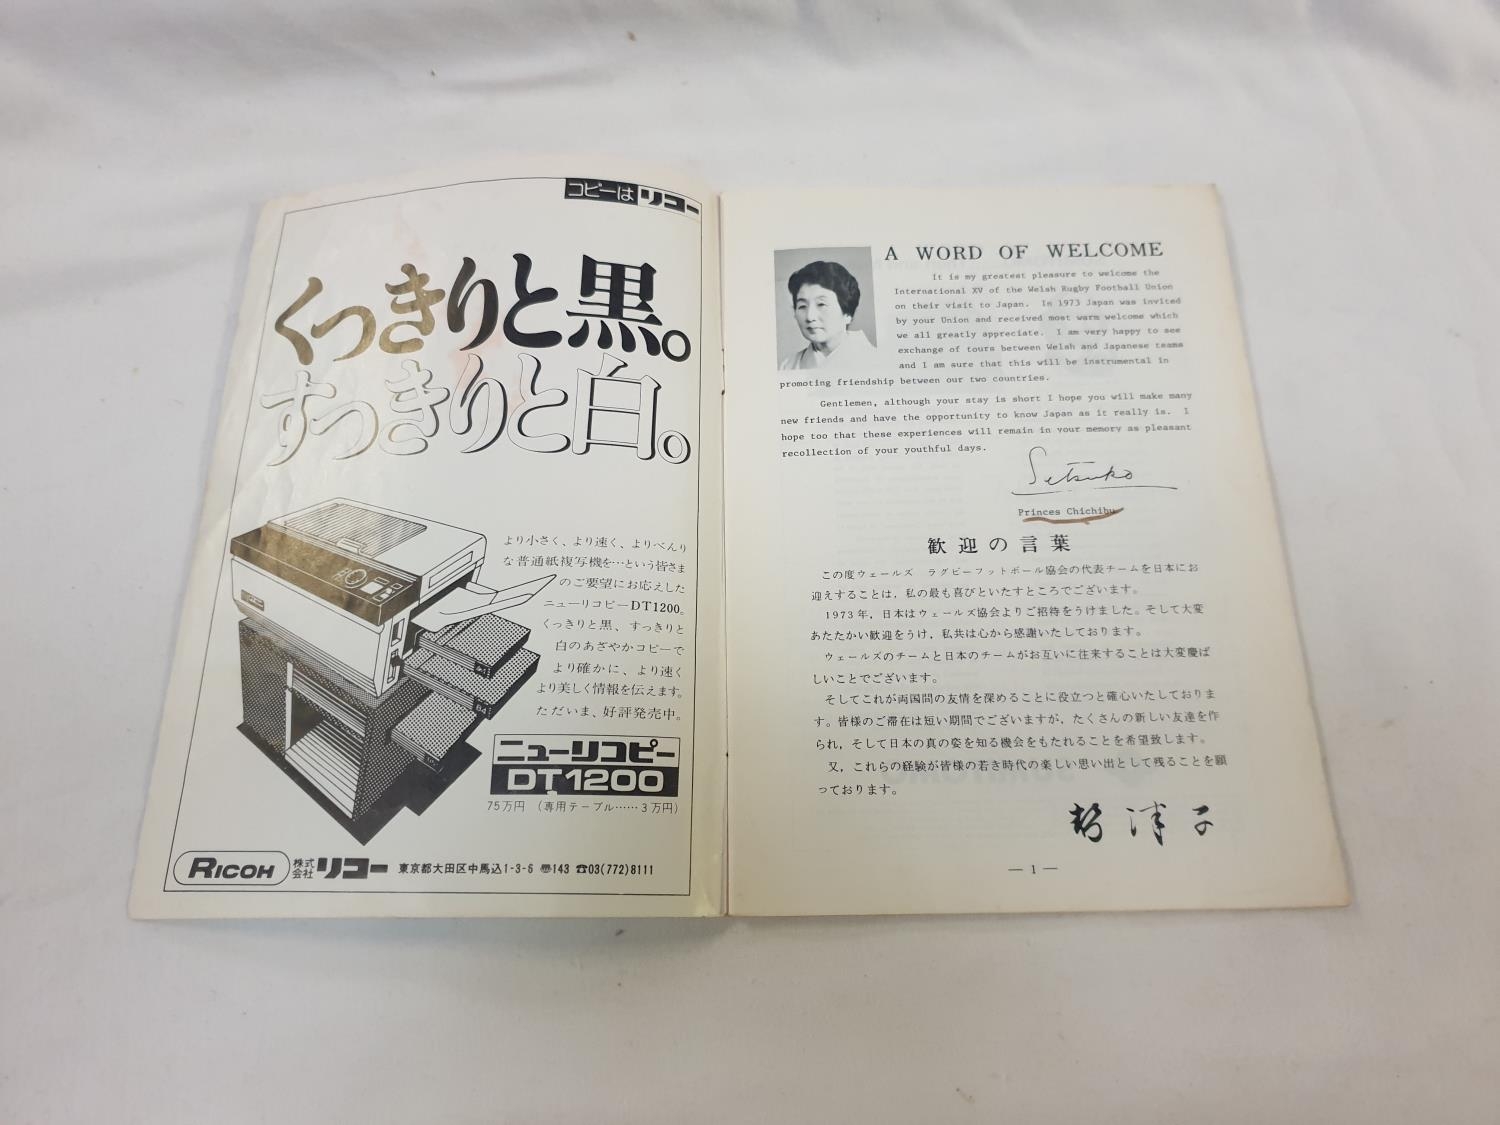 コピーは リコー
くっきりと黒。
すっきりと白。
より小さく、より速く、よりべんり
な普通紙複写機を…という皆さま
のご要望にお応えした
ニューリコピーDT1200。
くっきりと黒、すっきりと
白のあざやかコピーで
より確かに、より速く
より美しく情報を伝えます。
ただいま、好評発売中。
B4
ニューリコピー
DT1200
75万円 (専用テーブル……3万円)
RICOH 株式会社 リコー 東京都大田区中馬込1-3-6 〠143 ☎03(772)8111
A WORD OF WELCOME
It is my greatest pleasure to welcome the
International XV of the Welsh Rugby Football Union
on their visit to Japan. In 1973 Japan was invited
by your Union and received most warm welcome which
we all greatly appreciate. I am very happy to see
exchange of tours between Welsh and Japanese teams
and I am sure that this will be instrumental in
promoting friendship between our two countries.
Gentlemen, although your stay is short I hope you will make many
new friends and have the opportunity to know Japan as it really is. I
hope too that these experiences will remain in your memory as pleasant
recollection of your youthful days.
Setsuko
Princes Chichibu
歓迎の言葉
この度ウェールズ ラグビーフットボール協会の代表チームを日本にお
迎えすることは，私の最も喜びといたすところでございます。
1973年，日本はウェールズ協会よりご招待をうけました。そして大変
あたたかい歓迎をうけ，私共は心から感謝いたしております。
ウェールズのチームと日本のチームがお互いに往来することは大変慶ば
しいことでございます。
そしてこれが両国間の友情を深めることに役立つと確心いたしておりま
す。皆様のご滞在は短い期間でございますが，たくさんの新しい友達を作
られ，そして日本の真の姿を知る機会をもたれることを希望致します。
又，これらの経験が皆様の若き時代の楽しい思い出として残ることを願
っております。
勢津子
— 1 —